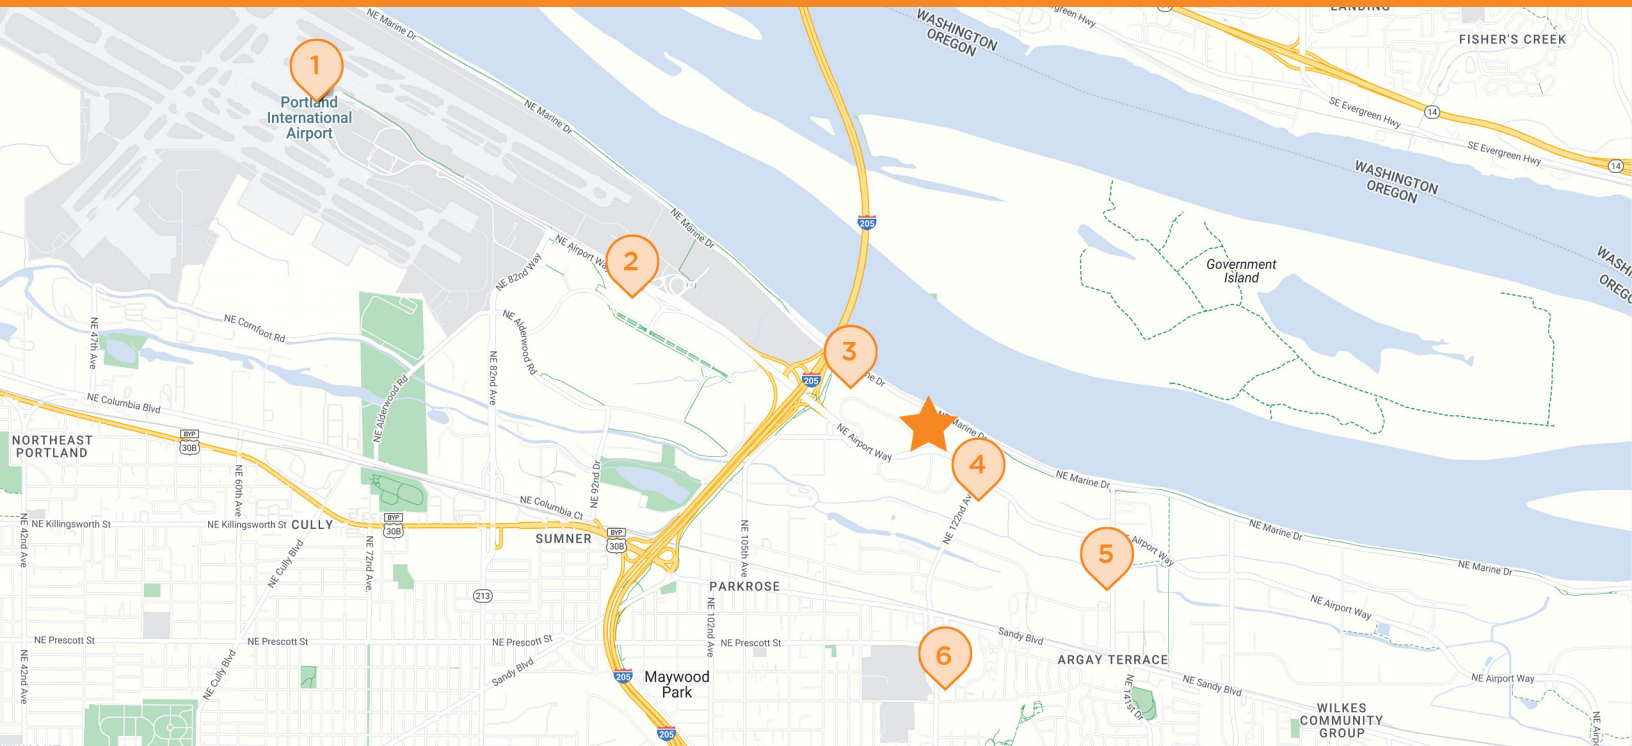 LANDING
NE Marine Dr
Evergreen Hwy
WASHINGTON
OREGON
FISHER'S CREEK
1
Portland
International
Airport
NE Marine Dr
SE Evergreen Hwy
14
SE Evergreen Hwy
14
WASHINGTON
OREGON
NE Marine Dr
205
2
NE Airport Way
NE 82nd Way
Government
Island
NE Cornfoot Rd
NE 47th Ave
NE Alderwood Rd
NE 82nd Ave
3
205
NE Alderwood Rd
NE Columbia Blvd
NE Marine Dr
NE Airport Way
NORTHEAST
PORTLAND
BYP
30B
4
NE Marine Dr
NE 60th Ave
NE 92nd Dr
NE Columbia Ct
NE 122nd Av
NE Killingsworth St
NE Killingsworth St
CULLY
BYP
30B
SUMNER
BYP
30B
NE 42nd Ave
NE 72nd Ave
NE Cully Blvd
NE 105th Ave
5
Airport Way
NE Marine Dr
NE Marine Dr
213
PARKROSE
NE 102nd Ave
NE Airport Way
NE Prescott St
NE Prescott St
NE Prescott St
NE Prescott St
Sandy Blvd
6
ARGAY TERRACE
NE 42nd Ave
NE Cully Blvd
Sandy Blvd
205
Maywood
Park
NE 141st Dr
NE Sandy Blvd
NE Airport Way
WILKES
COMMUNITY
GROUP
205